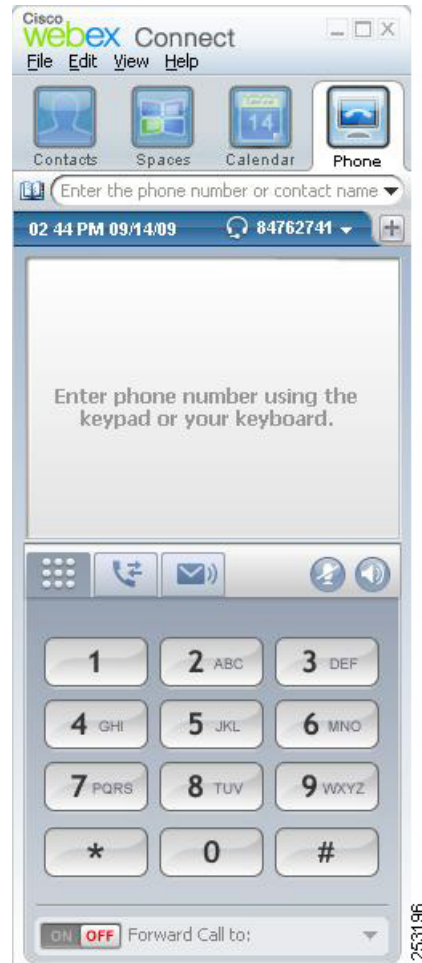 Cisco
webex Connect
File Edit View Help
Contacts Spaces Calendar Phone
14
Enter the phone number or contact name
02 44 PM 09/14/09 84762741
Enter phone number using the
keypad or your keyboard.
1 2 ABC 3 DEF
4 GHI 5 JKL 6 MNO
7 PQRS 8 TUV 9 WXYZ
* 0 #
ON OFF Forward Call to:
253196